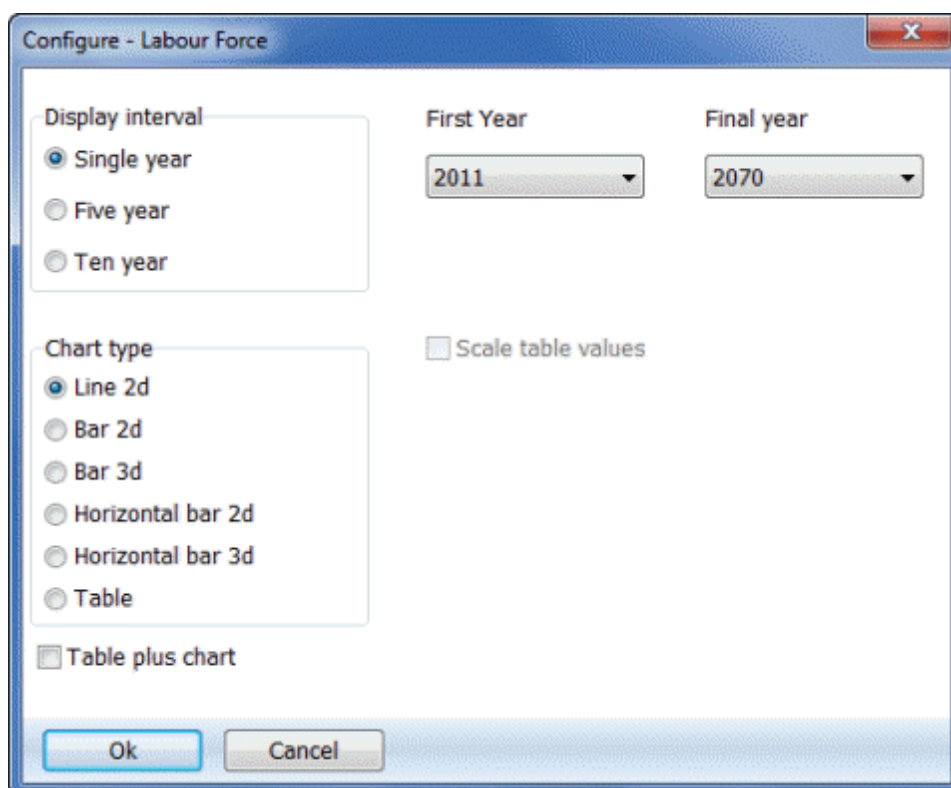 Configure - Labour Force
Display interval
Single year
Five year
Ten year
First Year
Final year
2011
2070
Chart type
Line 2d
Bar 2d
Bar 3d
Horizontal bar 2d
Horizontal bar 3d
Table
Scale table values
Table plus chart
Ok
Cancel